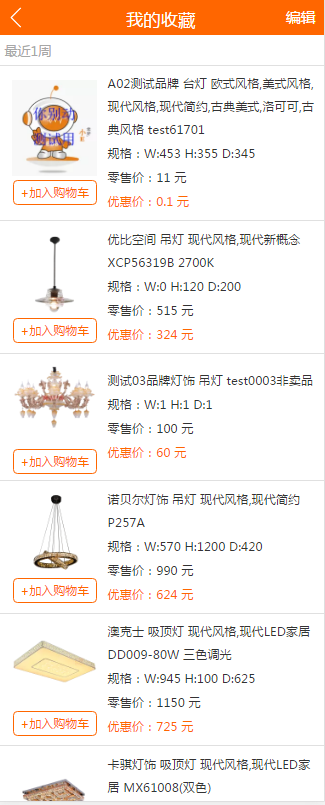 我的收藏
编辑
最近1周
A02测试品牌 台灯 欧式风格,美式风格,
现代风格,现代简约,古典美式,洛可可,古
典风格 test61701
规格：W:453 H:355 D:345
零售价：11 元
优惠价：0.1 元
你别动
测试用
+加入购物车
优比空间 吊灯 现代风格,现代新概念
XCP56319B 2700K
规格：W:0 H:120 D:200
零售价：515 元
优惠价：324 元
+加入购物车
测试03品牌灯饰 吊灯 test0003非卖品
规格：W:1 H:1 D:1
零售价：100 元
优惠价：60 元
+加入购物车
诺贝尔灯饰 吊灯 现代风格,现代简约
P257A
规格：W:570 H:1200 D:420
零售价：990 元
优惠价：624 元
+加入购物车
澳克士 吸顶灯 现代风格,现代LED家居
DD009-80W 三色调光
规格：W:945 H:100 D:625
零售价：1150 元
优惠价：725 元
+加入购物车
卡骐灯饰 吸顶灯 现代风格,现代LED家
居 MX61008(双色)